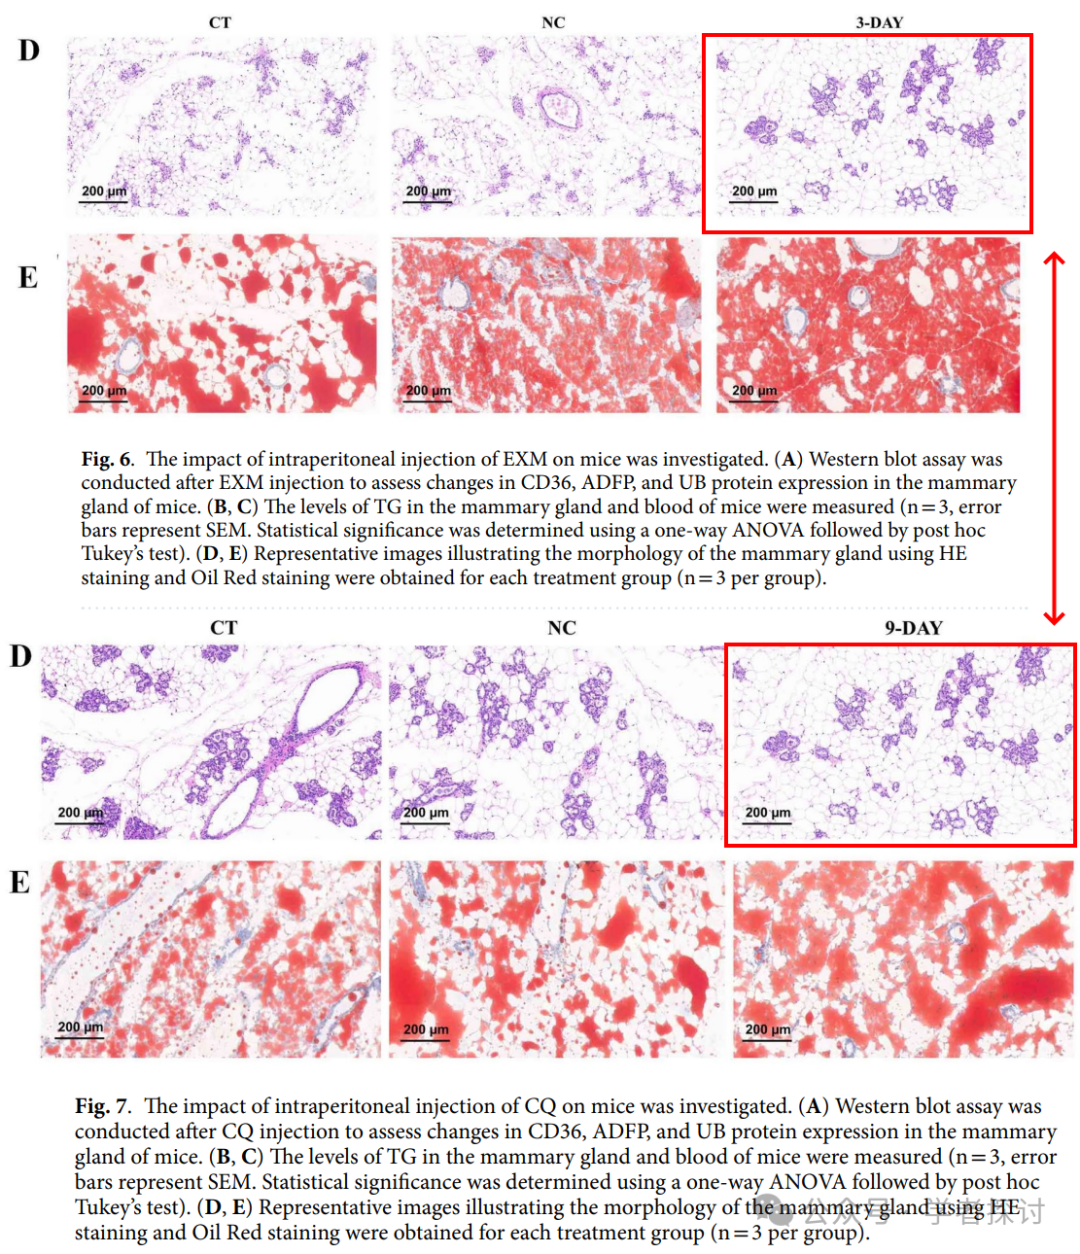 CT NC 3-DAY
D
200 µm 200 µm 200 µm
E
200 µm 200 µm 200 µm
Fig. 6. The impact of intraperitoneal injection of EXM on mice was investigated. (A) Western blot assay was
conducted after EXM injection to assess changes in CD36, ADFP, and UB protein expression in the mammary
gland of mice. (B, C) The levels of TG in the mammary gland and blood of mice were measured (n = 3, error
bars represent SEM. Statistical significance was determined using a one-way ANOVA followed by post hoc
Tukey's test). (D, E) Representative images illustrating the morphology of the mammary gland using HE
staining and Oil Red staining were obtained for each treatment group (n = 3 per group).
CT NC 9-DAY
D
200 µm 200 µm 200 µm
E
200 µm 200 µm 200 µm
Fig. 7. The impact of intraperitoneal injection of CQ on mice was investigated. (A) Western blot assay was
conducted after CQ injection to assess changes in CD36, ADFP, and UB protein expression in the mammary
gland of mice. (B, C) The levels of TG in the mammary gland and blood of mice were measured (n = 3, error
bars represent SEM. Statistical significance was determined using a one-way ANOVA followed by post hoc
Tukey's test). (D, E) Representative images illustrating the morphology of the mammary gland using HE
staining and Oil Red staining were obtained for each treatment group (n = 3 per group).
公众号 · 学者探讨